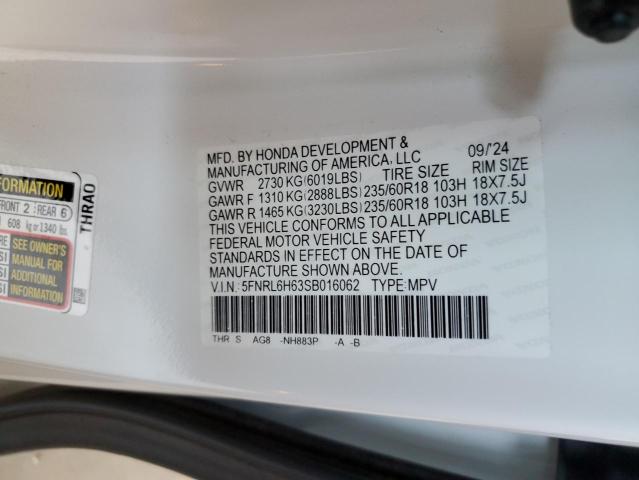 MFD. BY HONDA DEVELOPMENT &
MANUFACTURING OF AMERICA, LLC 09/'24
GVWR 2730 KG(6019LBS) TIRE SIZE RIM SIZE
GAWR F 1310 KG(2888LBS) 235/60R18 103H 18X7.5J
GAWR R 1465 KG(3230LBS) 235/60R18 103H 18X7.5J
THIS VEHICLE CONFORMS TO ALL APPLICABLE
FEDERAL MOTOR VEHICLE SAFETY
STANDARDS IN EFFECT ON THE DATE OF
MANUFACTURE SHOWN ABOVE.
V.I.N.: 5FNRL6H63SB016062 TYPE:MPV
THR S AG8 -NH883P -A -B
FORMATION
FRONT 2 REAR 6
608 kg or 1340 lbs.
SEE OWNER'S
MANUAL FOR
ADDITIONAL
INFORMATION
THRA0